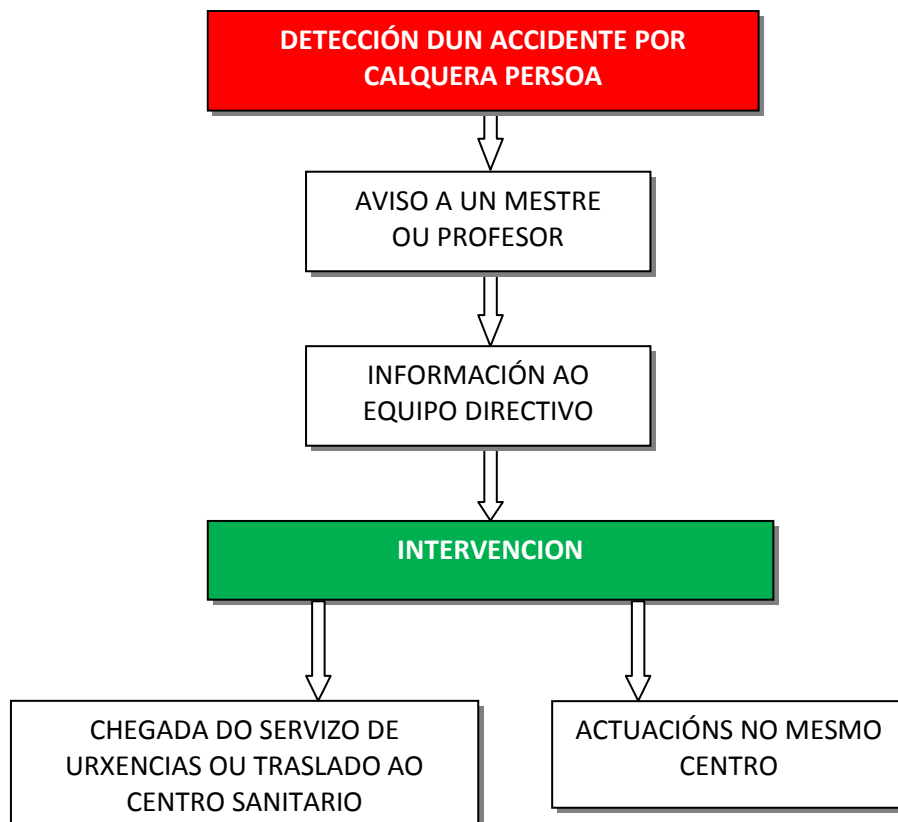 DETECCIÓN DUN ACCIDENTE POR
CALQUERA PERSOA
AVISO A UN MESTRE
OU PROFESOR
INFORMACIÓN AO
EQUIPO DIRECTIVO
INTERVENCION
CHEGADA DO SERVIZO DE
URXENCIAS OU TRASLADO AO
CENTRO SANITARIO
ACTUACIÓNS NO MESMO
CENTRO